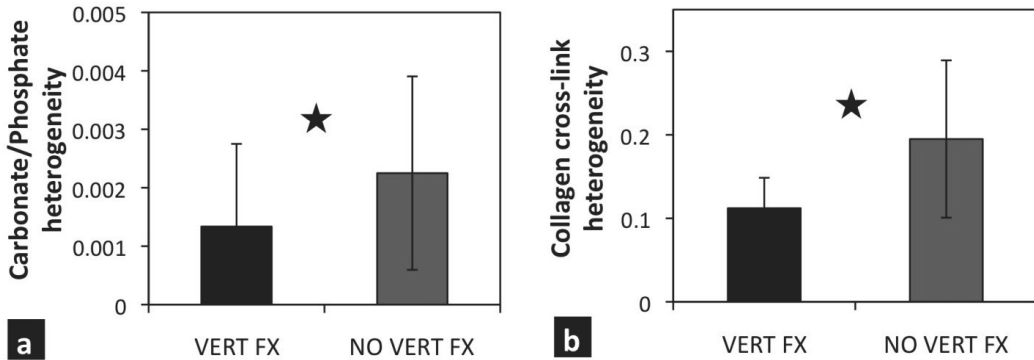 Carbonate/Phosphate
heterogeneity
0.005
0.004
0.003
0.002
0.001
0
VERT FX
NO VERT FX
a
Collagen cross-link
heterogeneity
0.3
0.2
0.1
0
VERT FX
NO VERT FX
b